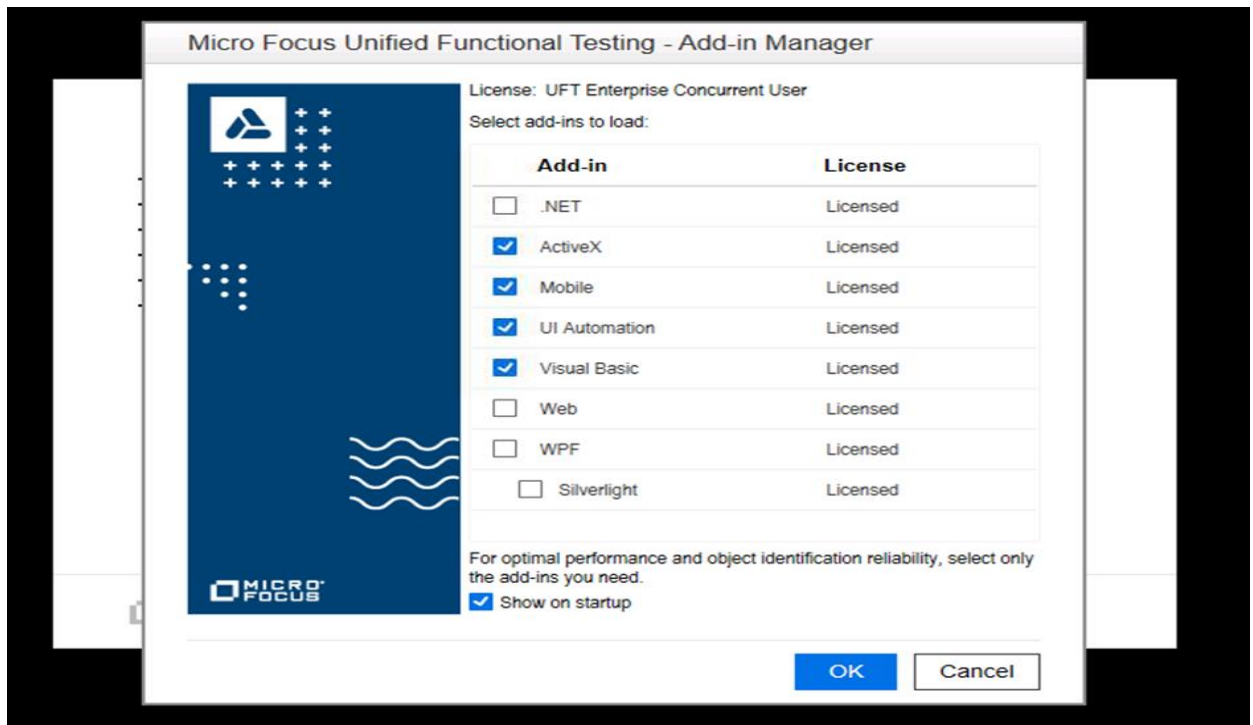 Micro Focus Unified Functional Testing - Add-in Manager
License: UFT Enterprise Concurrent User
Select add-ins to load:
Add-in License
.NET Licensed
ActiveX Licensed
Mobile Licensed
UI Automation Licensed
Visual Basic Licensed
Web Licensed
WPF Licensed
Silverlight Licensed
For optimal performance and object identification reliability, select only
the add-ins you need.
Show on startup
MICRO
FOCUS
OK Cancel